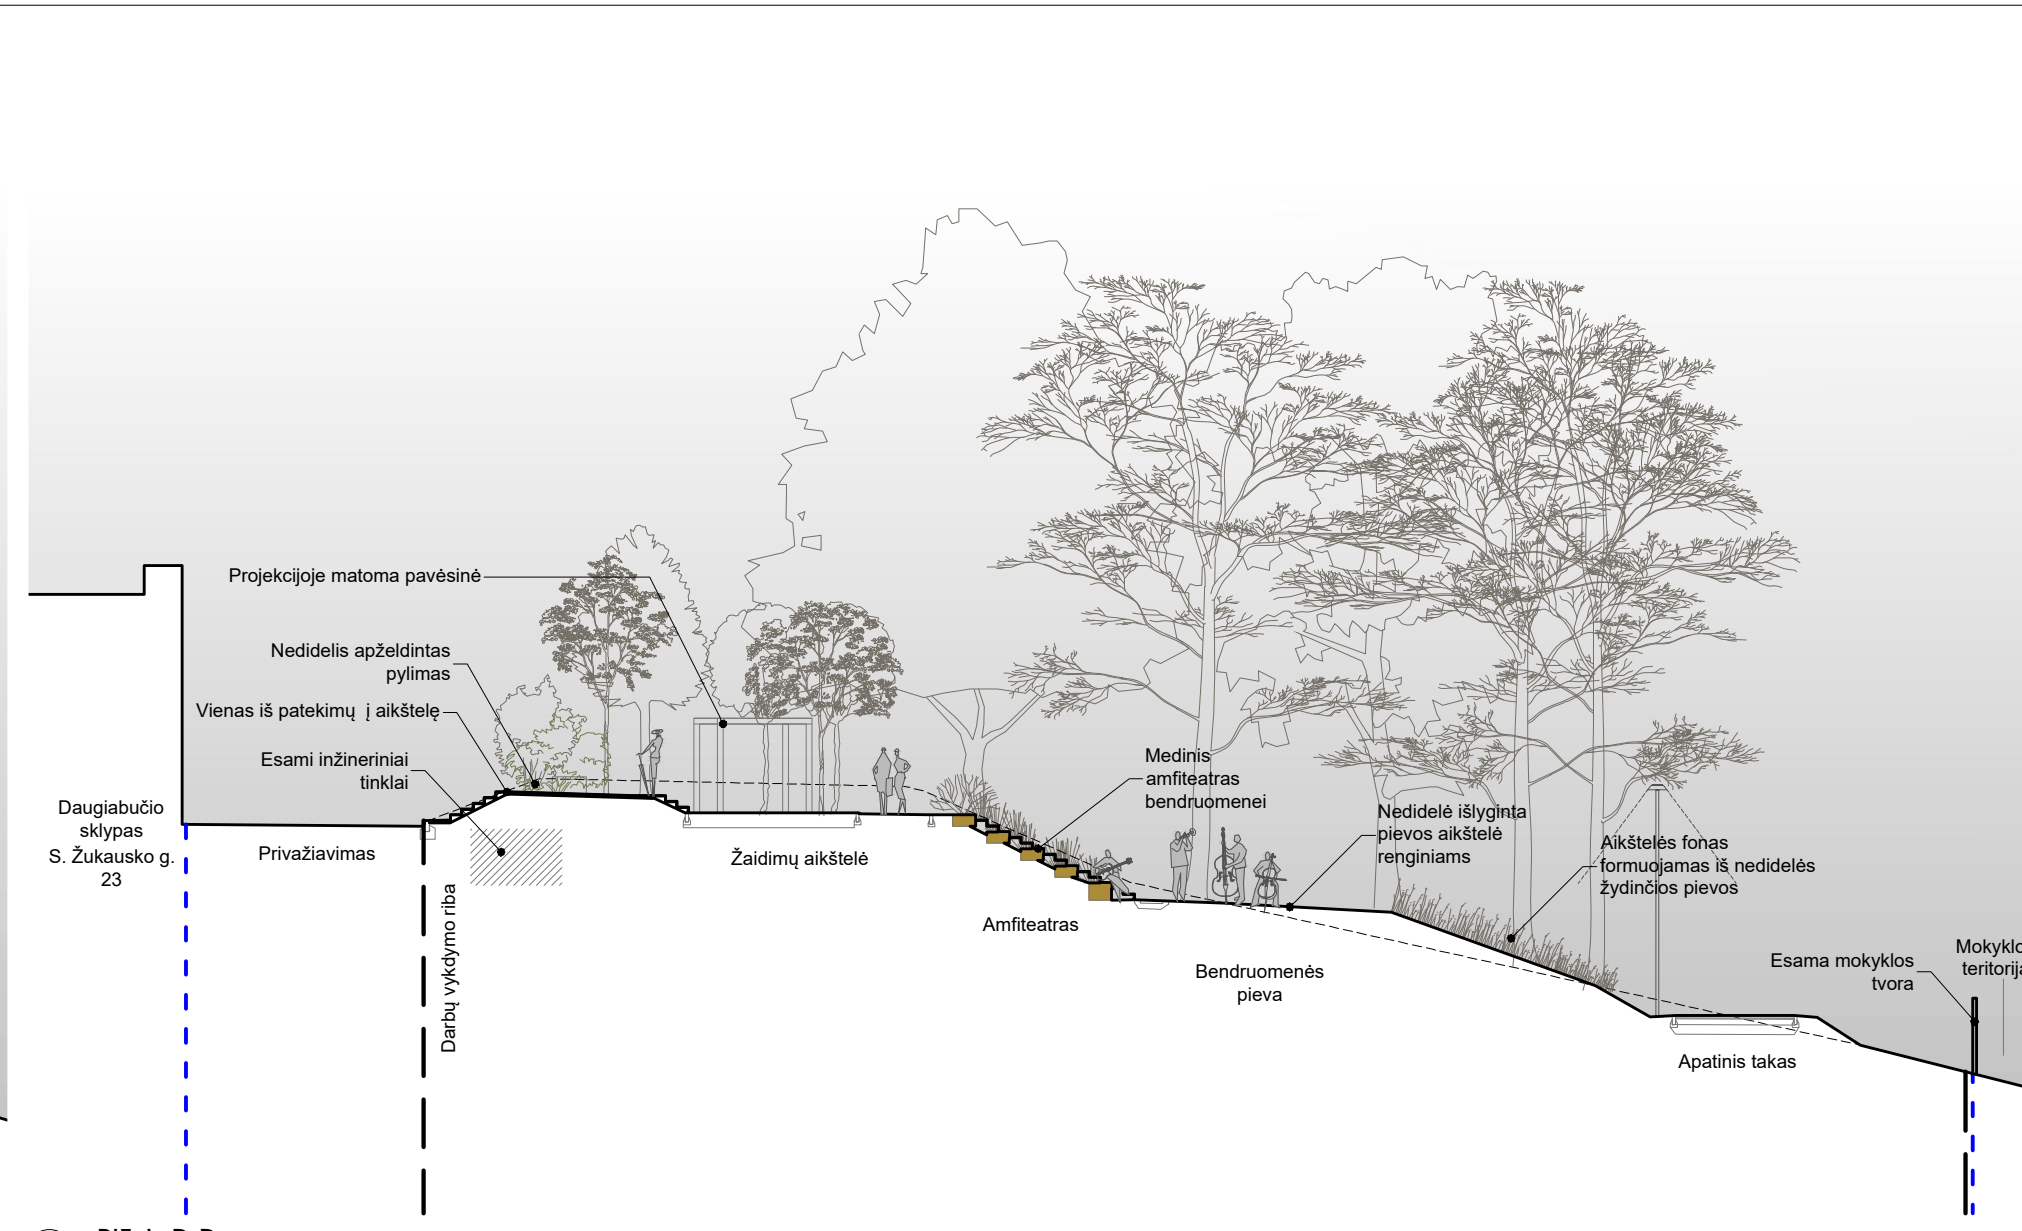 Projekcijoje matoma pavėsinė
Nedidelis apželdintas
pylimas
Vienas iš patekimų į aikštelę
Esami inžineriniai
tinklai
Daugiabučio
sklypas
S. Žukausko g.
23
Privažiavimas
Darbų vykdymo riba
Žaidimų aikštelė
Medinis
amfiteatras
bendruomenei
Amfiteatras
Nedidelė išlyginta
pievos aikštelė
renginiams
Bendruomenės
pieva
Aikštelės fonas
formuojamas iš nedidelės
žydinčios pievos
Esama mokyklos
tvora
Mokyklo
teritorija
Apatinis takas